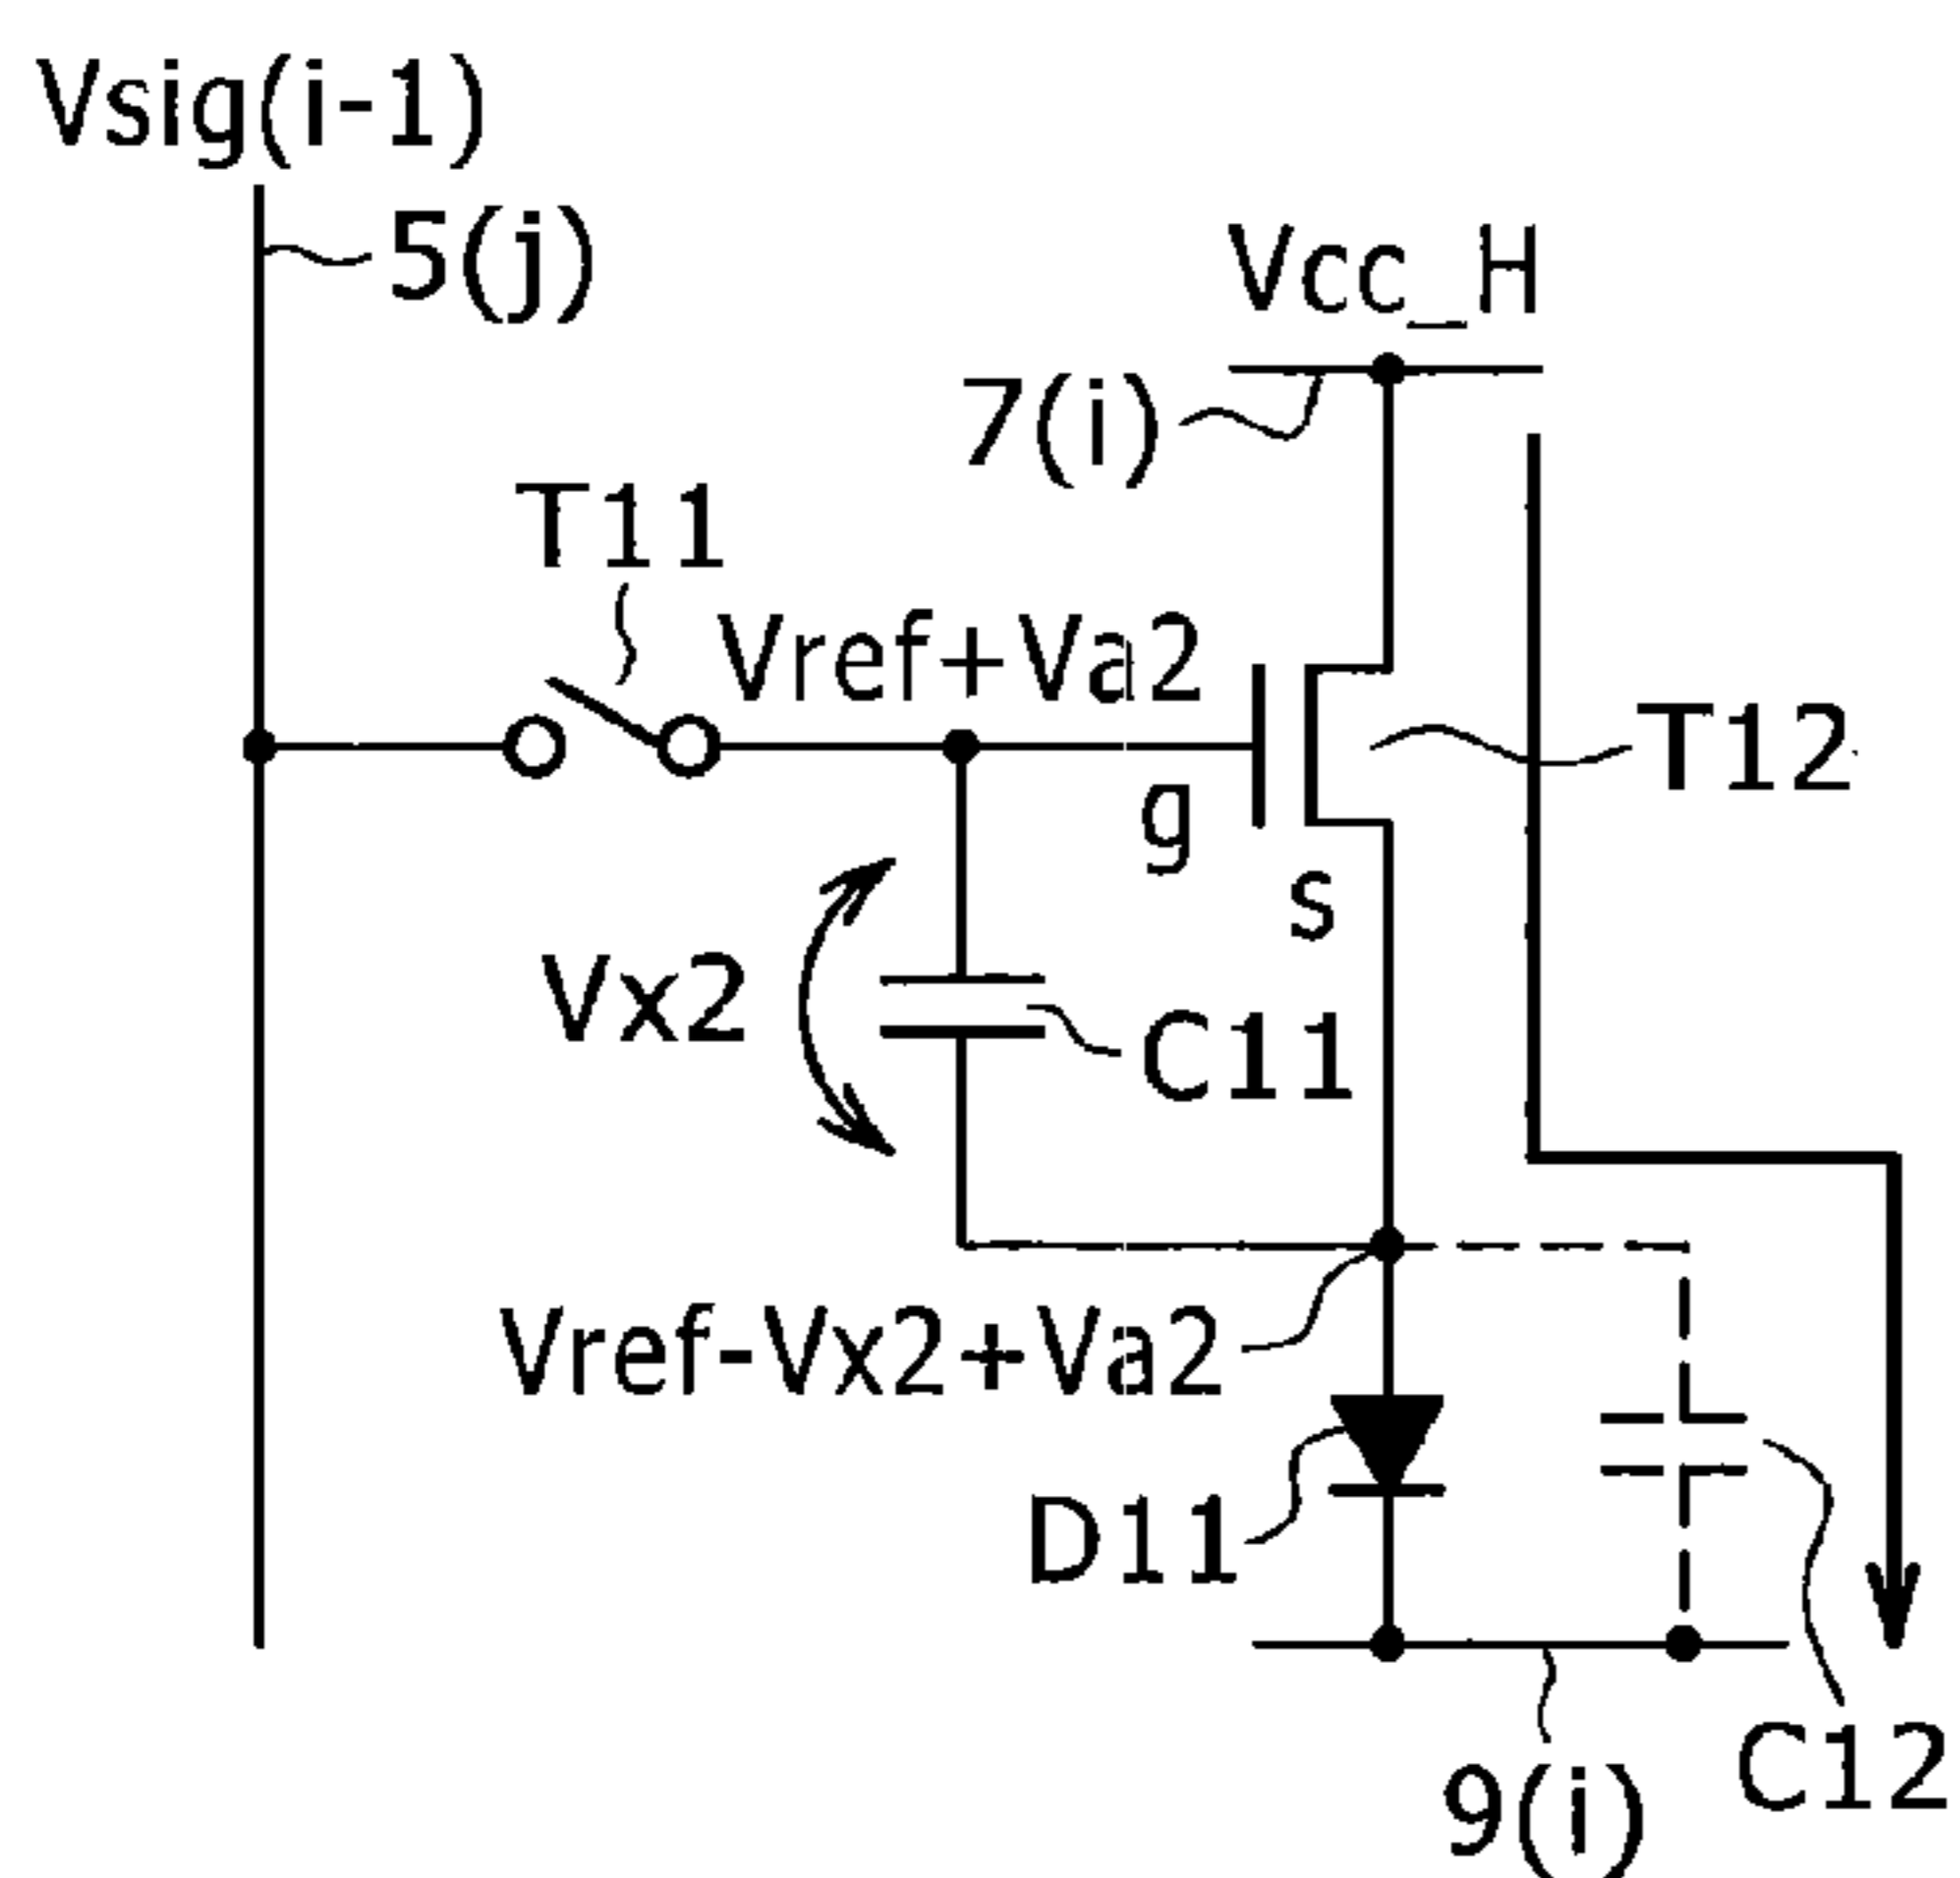 Vsig(i-1)
5(j)
Vcc_H
7(i)
T11
Vref+Va2
T12
g
s
Vx2
C11
Vref-Vx2+Va2
D11
C12
9(i)